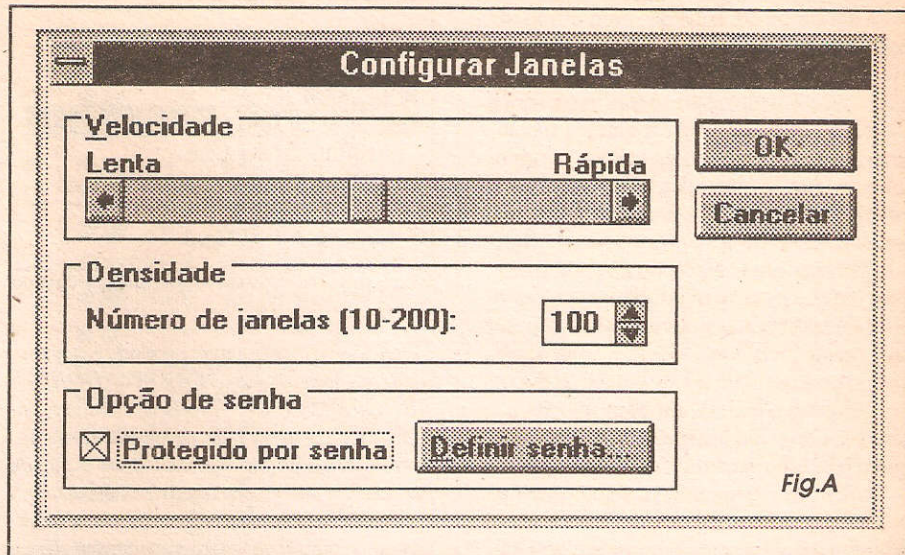 Configurar Janelas
Velocidade
Lenta Rápida
OK
Cancelar
Densidade
Número de janelas (10-200): 100
Opção de senha
Protegido por senha Definir senha...
Fig.A